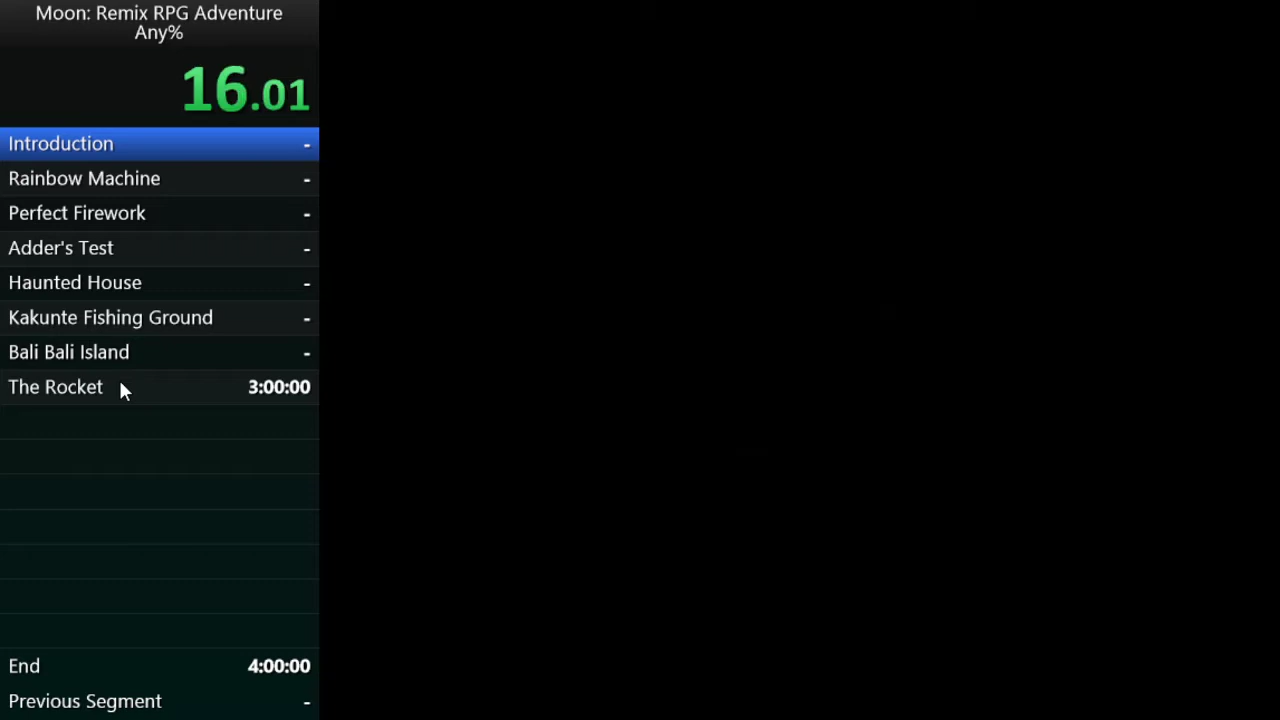 Moon: Remix RPG Adventure
Any%
16.01
Introduction -
Rainbow Machine -
Perfect Firework -
Adder's Test -
Haunted House -
Kakunte Fishing Ground -
Bali Bali Island -
The Rocket 3:00:00
End 4:00:00
Previous Segment -